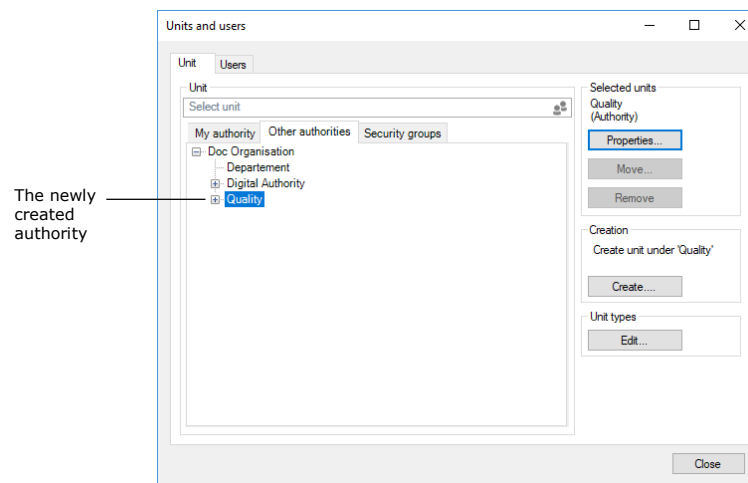 Units and users
Unit
Users
Unit
Select unit
My authority
Other authorities
Security groups
Doc Organisation
Departement
Digital Authority
Quality
The newly
created
authority
Selected units
Quality
(Authority)
Properties...
Move...
Remove
Creation
Create unit under 'Quality'
Create....
Unit types
Edit...
Close